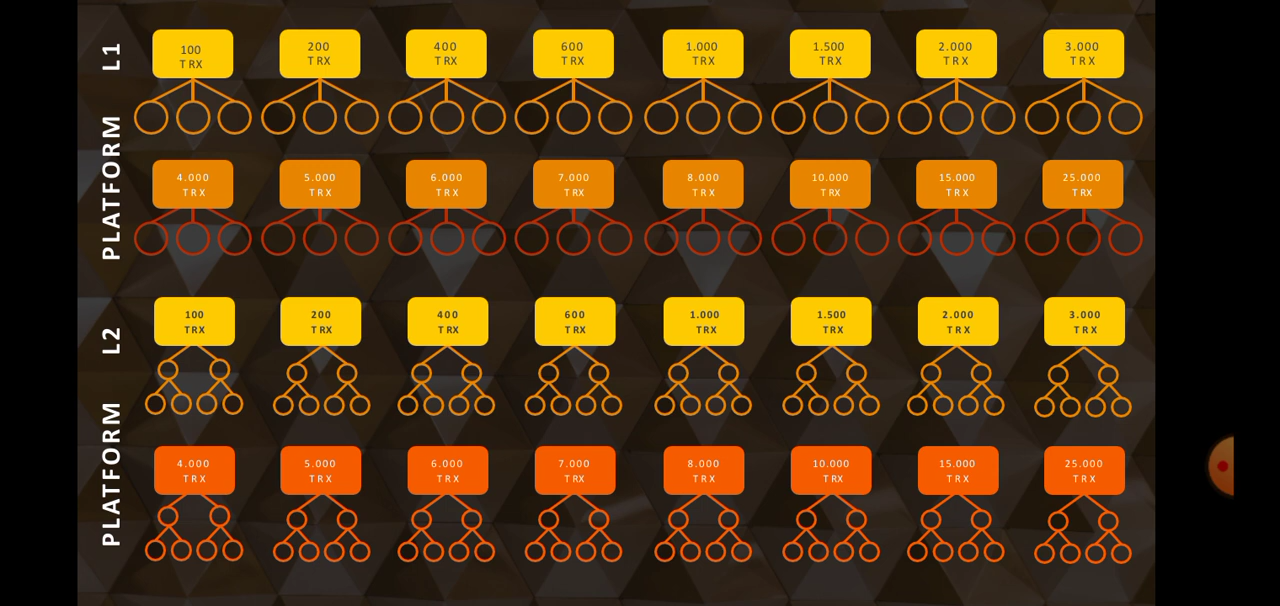 PLATFORM L1
100
TRX
200
TRX
400
TRX
600
TRX
1.000
TRX
1.500
TRX
2.000
TRX
3.000
TRX
4.000
TRX
5.000
TRX
6.000
TRX
7.000
TRX
8.000
TRX
10.000
TRX
15.000
TRX
25.000
TRX
PLATFORM L2
100
TRX
200
TRX
400
TRX
600
TRX
1.000
TRX
1.500
TRX
2.000
TRX
3.000
TRX
4.000
TRX
5.000
TRX
6.000
TRX
7.000
TRX
8.000
TRX
10.000
TRX
15.000
TRX
25.000
TRX